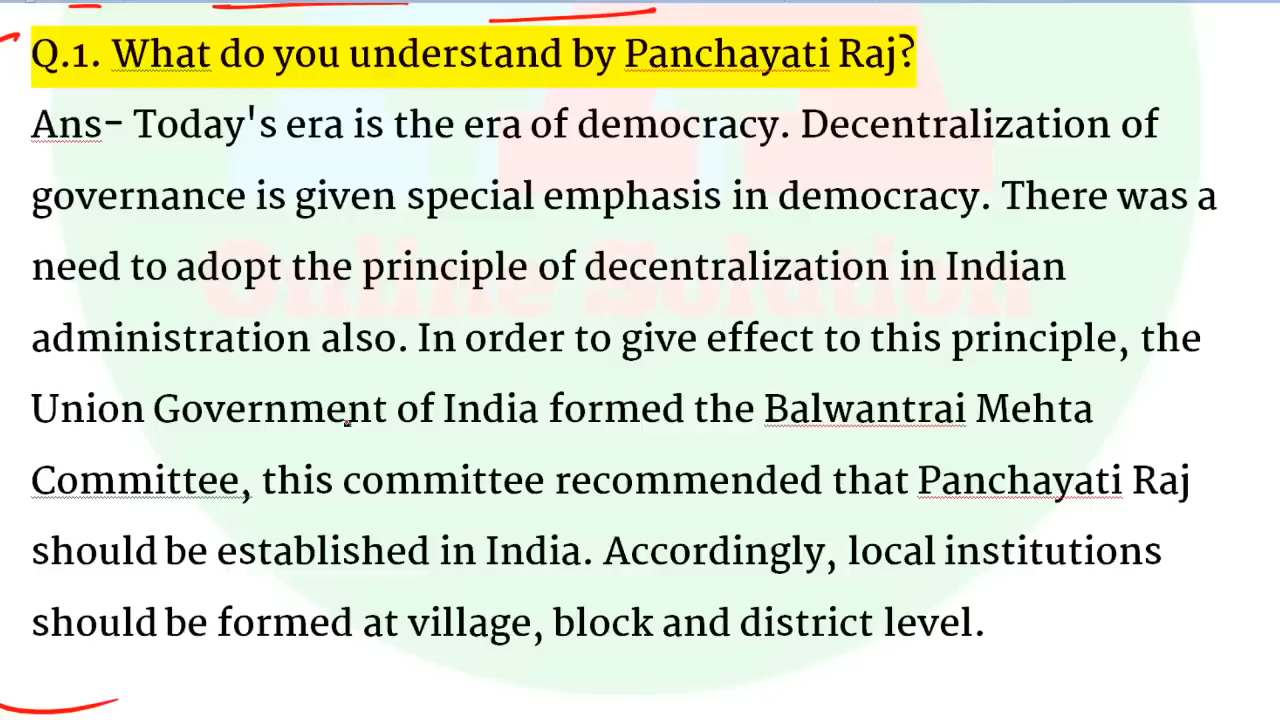 Q.1. What do you understand by Panchayati Raj?
Ans- Today's era is the era of democracy. Decentralization of
governance is given special emphasis in democracy. There was a
need to adopt the principle of decentralization in Indian
administration also. In order to give effect to this principle, the
Union Government of India formed the Balwantrai Mehta
Committee, this committee recommended that Panchayati Raj
should be established in India. Accordingly, local institutions
should be formed at village, block and district level.
Online Solution